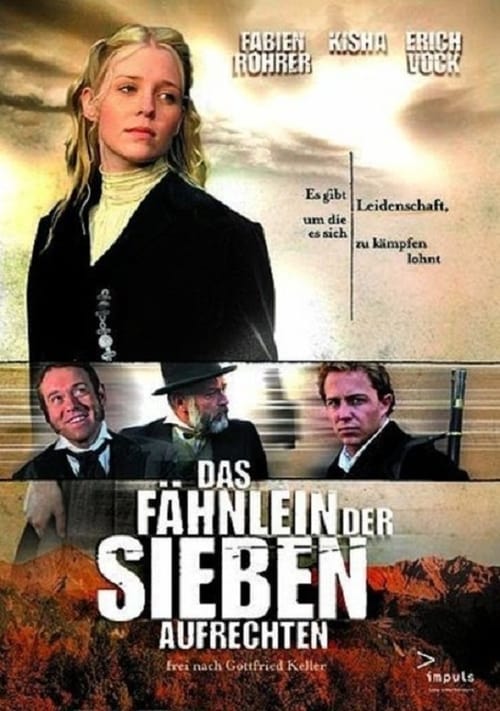 FABIEN ROHRER
KISHA
ERICH VOCK
Es gibt Leidenschaft,
um die
es sich zu kämpfen
lohnt
DAS
FÄHNLEIN DER
SIEBEN
AUFRECHTEN
frei nach Gottfried Keller
impuls